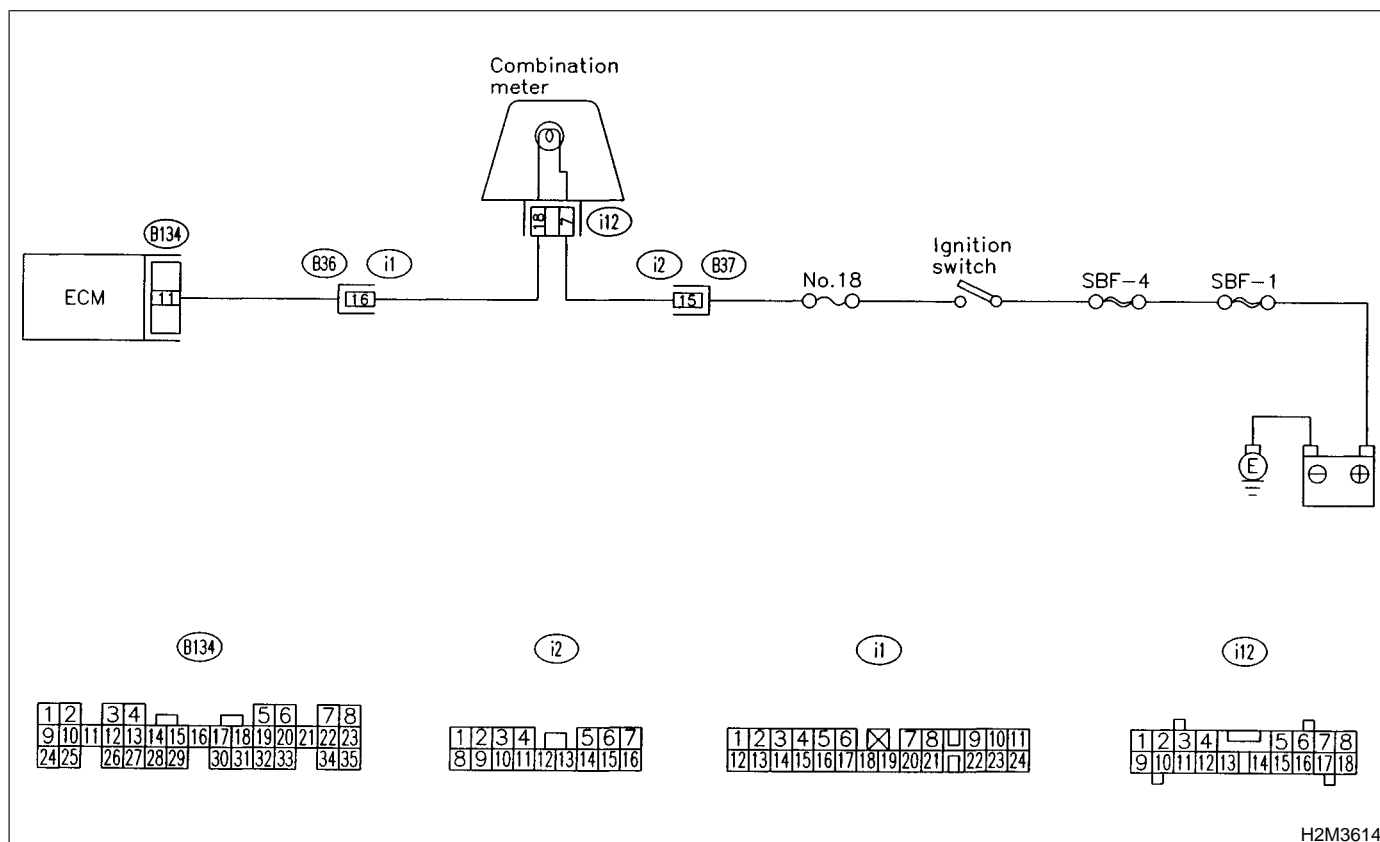 Combination
meter
18 7
i12
B134
B36 i1
i2 B37
Ignition
switch
No.18
SBF-4 SBF-1
ECM
11
16
15
E
⊖ ⊕
B134
i2
i1
i12
1 2 3 4 5 6 7 8
9 10 11 12 13 14 15 16 17 18 19 20 21 22 23
24 25 26 27 28 29 30 31 32 33 34 35
1 2 3 4 5 6 7
8 9 10 11 12 13 14 15 16
1 2 3 4 5 6 7 8 9 10 11
12 13 14 15 16 17 18 19 20 21 22 23 24
1 2 3 4 5 6 7 8
9 10 11 12 13 14 15 16 17 18
H2M3614